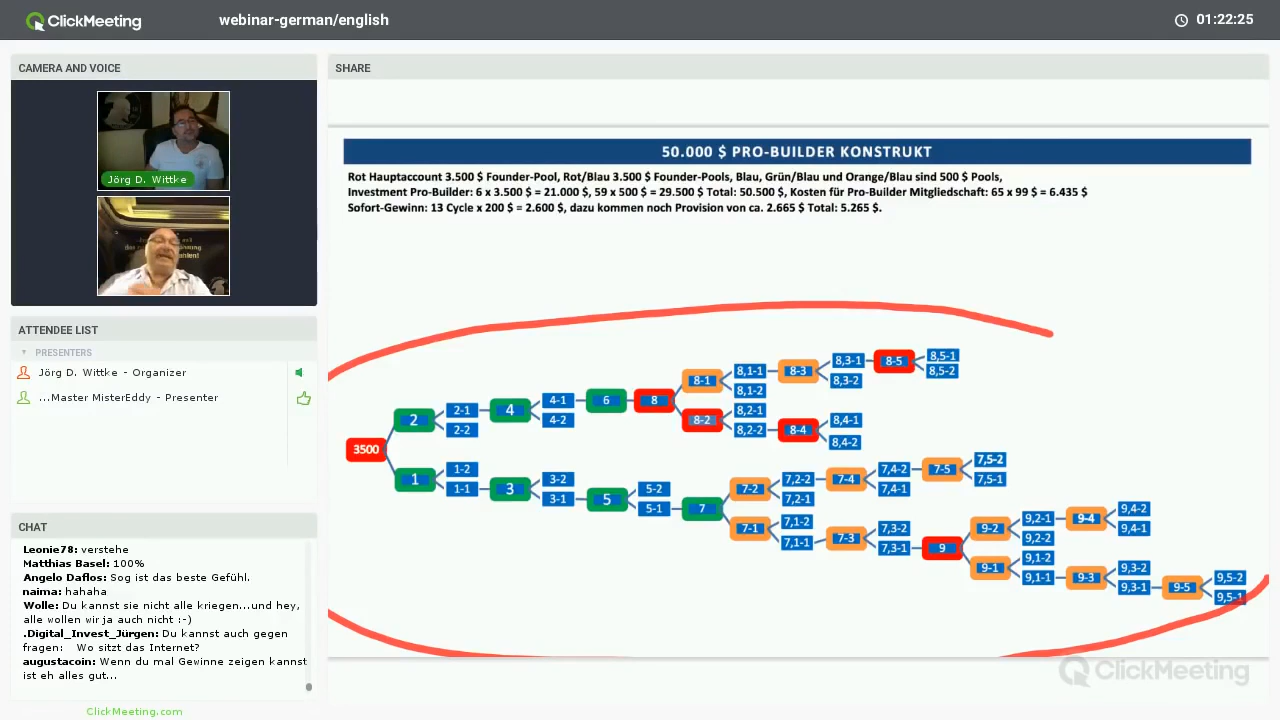 ClickMeeting
webinar-german/english
01:22:25
CAMERA AND VOICE
Jörg D. Wittke
ATTENDEE LIST
PRESENTERS
Jörg D. Wittke - Organizer
...Master MisterEddy - Presenter
CHAT
Leonie78: verstehe
Matthias Basel: 100%
Angelo Daflos: Sog ist das beste Gefühl.
naima: hahaha
Wolle: Du kannst sie nicht alle kriegen...und hey,
alle wollen wir ja auch nicht :-)
.Digital_Invest_Jürgen: Du kannst auch gegen
fragen: Wo sitzt das Internet?
augustacoin: Wenn du mal Gewinne zeigen kannst
ist eh alles gut...
ClickMeeting.com
SHARE
50.000 $ PRO-BUILDER KONSTRUKT
Rot Hauptaccount 3.500 $ Founder-Pool, Rot/Blau 3.500 $ Founder-Pools, Blau, Grün/Blau und Orange/Blau sind 500 $ Pools,
Investment Pro-Builder: 6 x 3.500 $ = 21.000 $, 59 x 500 $ = 29.500 $ Total: 50.500 $, Kosten für Pro-Builder Mitgliedschaft: 65 x 99 $ = 6.435 $
Sofort-Gewinn: 13 Cycle x 200 $ = 2.600 $, dazu kommen noch Provision von ca. 2.665 $ Total: 5.265 $.
8,5-1
8,3-1 8-5
8,5-2
8,1-1 8-3
8-1 8,3-2
8,1-2
4-1 6 8
2-1 4 8,2-1
2 4-2 8-2 8,4-1
2-2 8,2-2 8-4
8,4-2
3500
7,5-2
1-2 7,4-2 7-5
1 3-2 7,2-2 7-4 7,5-1
1-1 3 5-2 7-2 7,4-1
3-1 5 7,2-1
5-1 7 9,4-2
7,1-2 9,2-1 9-4
7-1 7,3-2 9-2 9,4-1
7,1-1 7-3 9,2-2
7,3-1 9
9,1-2
9-1 9,3-2
9,1-1 9-3 9,5-2
9,3-1 9-5
9,5-1
ClickMeeting